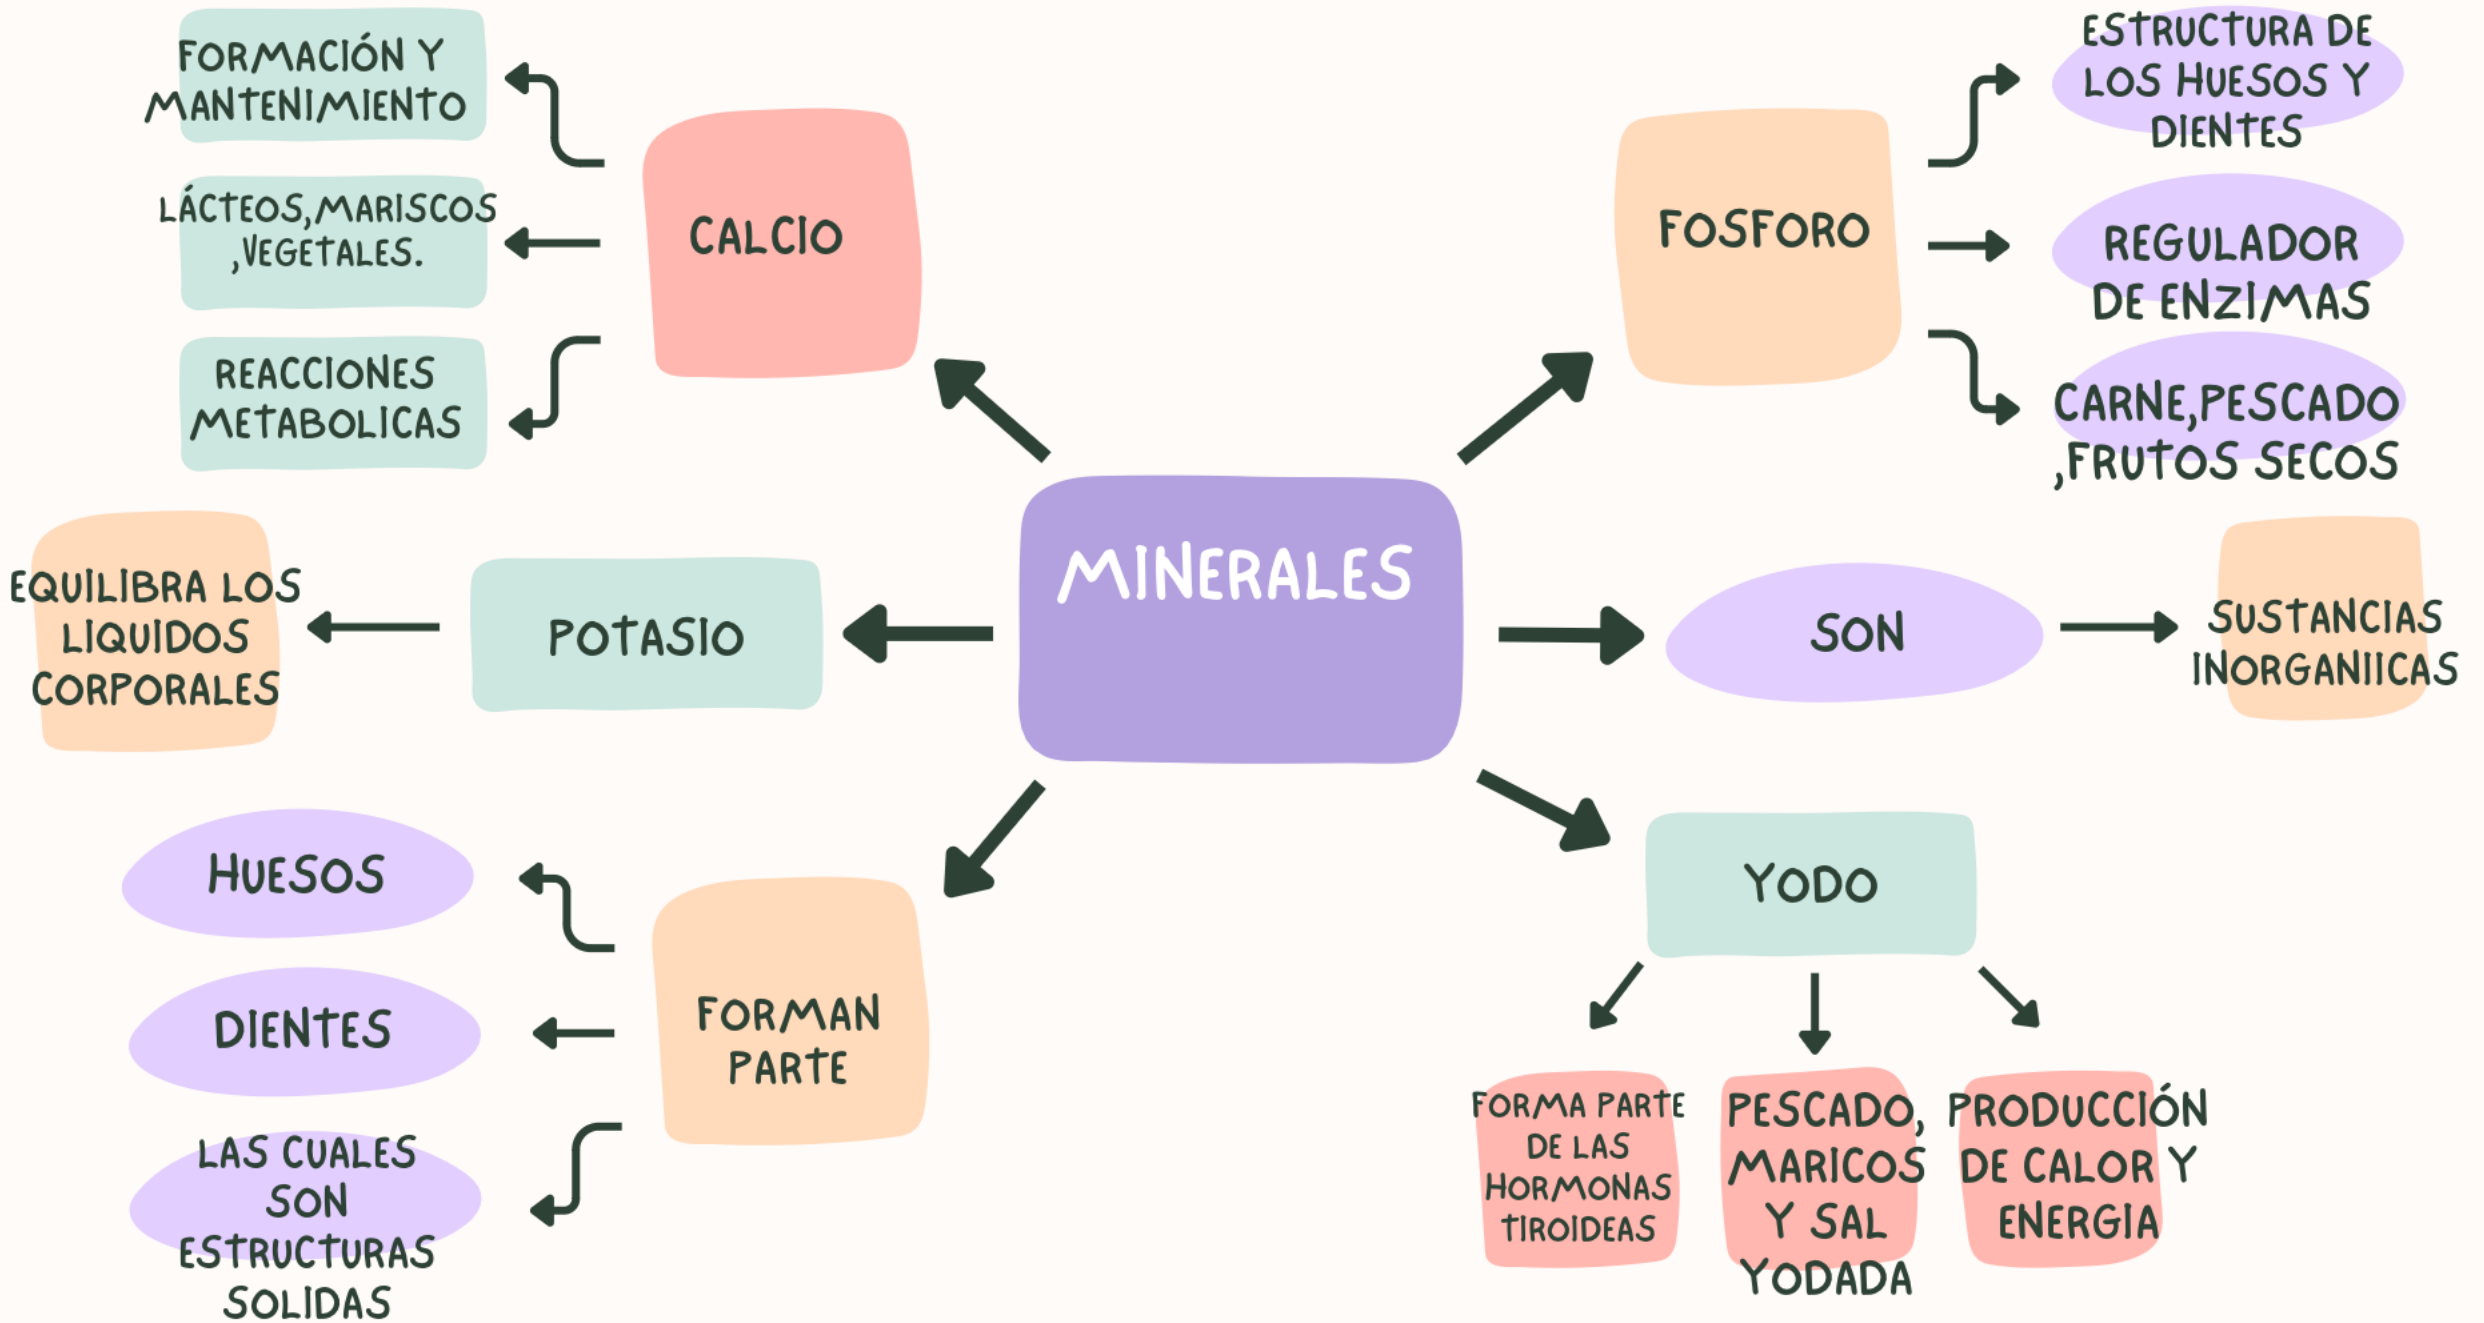 MINERALES
CALCIO
FORMACIÓN Y
MANTENIMIENTO
LÁCTEOS,MARISCOS
,VEGETALES.
REACCIONES
METABOLICAS
FOSFORO
ESTRUCTURA DE
LOS HUESOS Y
DIENTES
REGULADOR
DE ENZIMAS
CARNE,PESCADO
,FRUTOS SECOS
POTASIO
EQUILIBRA LOS
LIQUIDOS
CORPORALES
SON
SUSTANCIAS
INORGANIICAS
FORMAN
PARTE
HUESOS
DIENTES
LAS CUALES
SON
ESTRUCTURAS
SOLIDAS
YODO
FORMA PARTE
DE LAS
HORMONAS
TIROIDEAS
PESCADO,
MARICOS
Y SAL
YODADA
PRODUCCIÓN
DE CALOR Y
ENERGIA